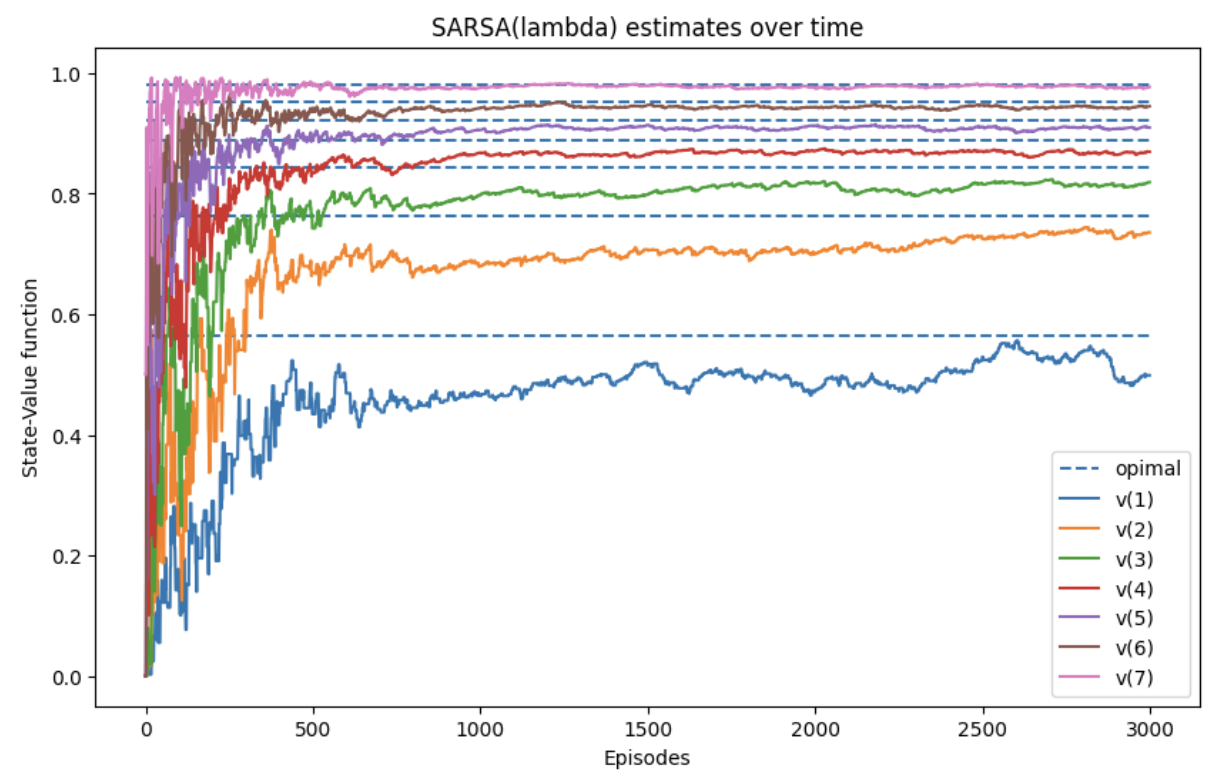 SARSA(lambda) estimates over time
State-Value function
1.0
0.8
0.6
0.4
0.2
0.0
opimal
v(1)
v(2)
v(3)
v(4)
v(5)
v(6)
v(7)
0 500 1000 1500 2000 2500 3000
Episodes